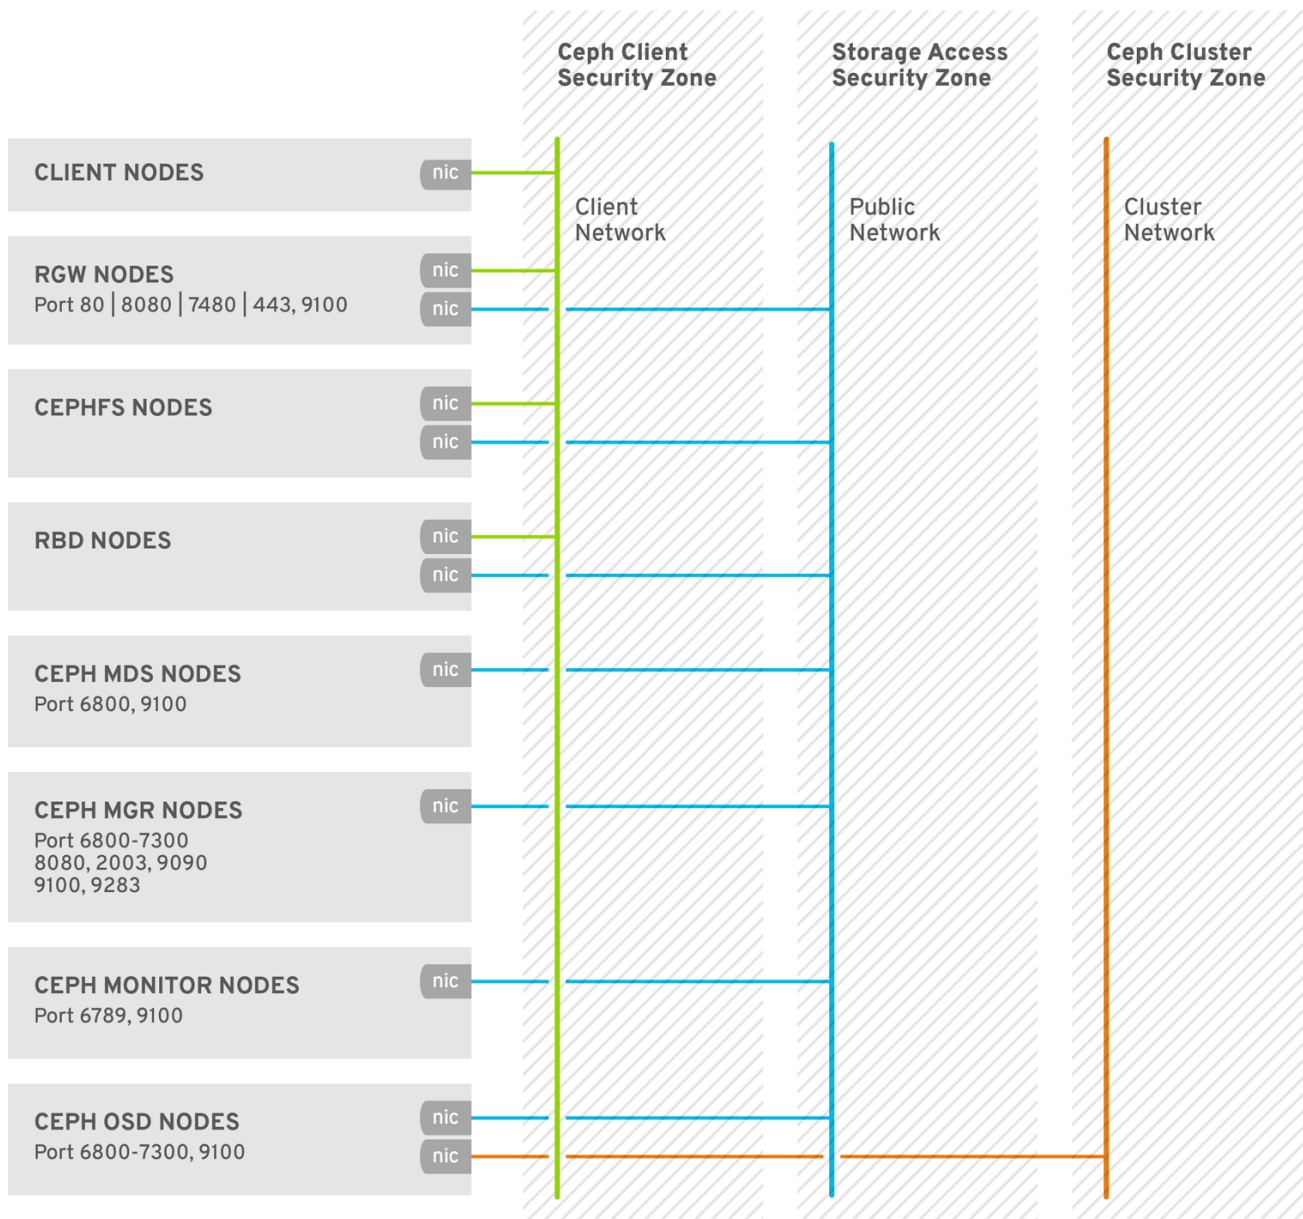 Ceph Client
Security Zone
Storage Access
Security Zone
Ceph Cluster
Security Zone
CLIENT NODES
nic
Client
Network
Public
Network
Cluster
Network
RGW NODES
Port 80 | 8080 | 7480 | 443, 9100
nic
nic
CEPHFS NODES
nic
nic
RBD NODES
nic
nic
CEPH MDS NODES
Port 6800, 9100
nic
CEPH MGR NODES
Port 6800-7300
8080, 2003, 9090
9100, 9283
nic
CEPH MONITOR NODES
Port 6789, 9100
nic
CEPH OSD NODES
Port 6800-7300, 9100
nic
nic